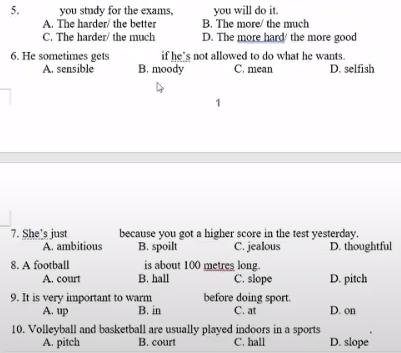 5. you study for the exams, you will do it.
A. The harder/ the better B. The more/ the much
C. The harder/ the much D. The more hard/ the more good
6. He sometimes gets if he's not allowed to do what he wants.
A. sensible B. moody C. mean D. selfish
1
7. She's just because you got a higher score in the test yesterday.
A. ambitious B. spoilt C. jealous D. thoughtful
8. A football is about 100 metres long.
A. court B. hall C. slope D. pitch
9. It is very important to warm before doing sport.
A. up B. in C. at D. on
10. Volleyball and basketball are usually played indoors in a sports
A. pitch B. court C. hall D. slope